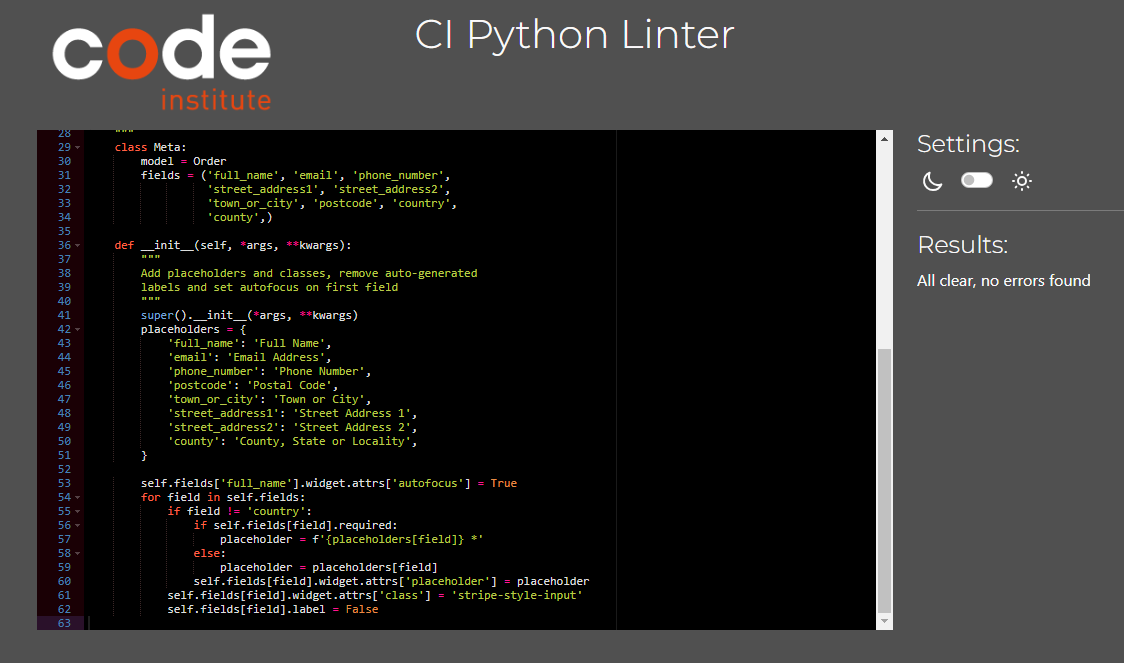 code
institute
CI Python Linter
28 """
29 class Meta:
30 model = Order
31 fields = ('full_name', 'email', 'phone_number',
32 'street_address1', 'street_address2',
33 'town_or_city', 'postcode', 'country',
34 'county',)
35
36 def __init__(self, *args, **kwargs):
37 """
38 Add placeholders and classes, remove auto-generated
39 labels and set autofocus on first field
40 """
41 super().__init__(*args, **kwargs)
42 placeholders = {
43 'full_name': 'Full Name',
44 'email': 'Email Address',
45 'phone_number': 'Phone Number',
46 'postcode': 'Postal Code',
47 'town_or_city': 'Town or City',
48 'street_address1': 'Street Address 1',
49 'street_address2': 'Street Address 2',
50 'county': 'County, State or Locality',
51 }
52
53 self.fields['full_name'].widget.attrs['autofocus'] = True
54 for field in self.fields:
55 if field != 'country':
56 if self.fields[field].required:
57 placeholder = f'{placeholders[field]} *'
58 else:
59 placeholder = placeholders[field]
60 self.fields[field].widget.attrs['placeholder'] = placeholder
61 self.fields[field].widget.attrs['class'] = 'stripe-style-input'
62 self.fields[field].label = False
63
Settings:
Results:
All clear, no errors found